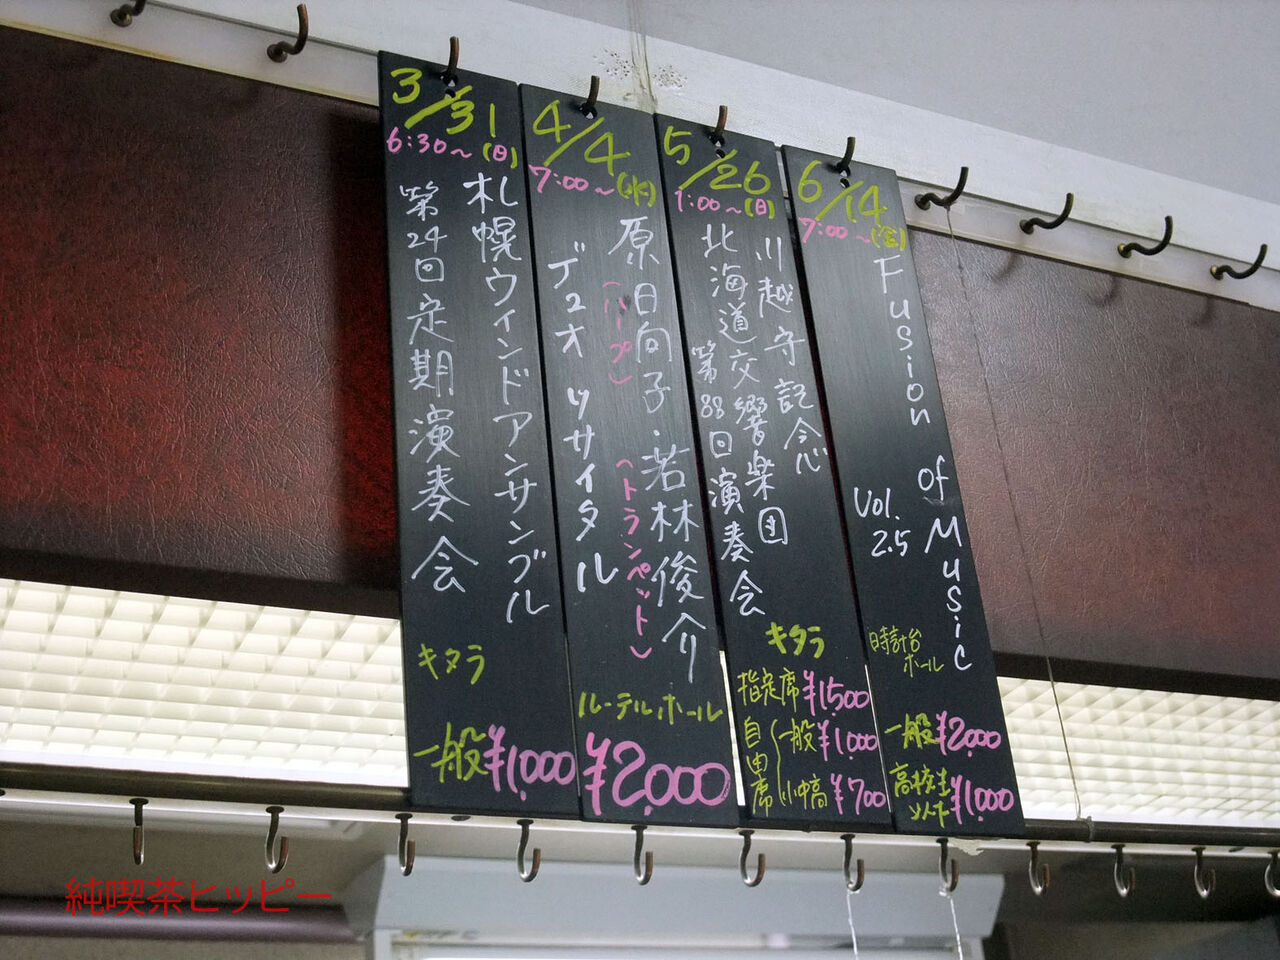 3/31
6:30～(日)
札幌ウィンドアンサンブル
第24回定期演奏会
キタラ
一般¥1,000
4/4
7:00～(水)
原日向子・若林俊介
(ハープ)
(トランペット)
デュオリサイタル
ルーテルホール
¥2,000
5/26
1:00～(日)
川越守記念
北海道交響楽団
第88回演奏会
キタラ
指定席¥1,500
自由席
一般¥1,000
小中高¥700
6/14
7:00～(金)
Fusion of Music
Vol.
2.5
時計台
ホール
一般¥2,000
高校生
以下¥1,000
純喫茶ヒッピー